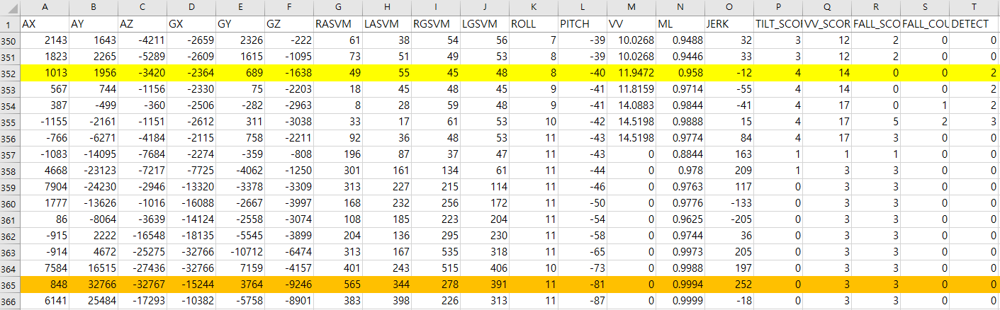 A B C D E F G H I J K L M N O P Q R S T
1 AX AY AZ GX GY GZ RASVM LASVM RGSVM LGSVM ROLL PITCH VV ML JERK TILT_SCOI VV_SCOR FALL_SCO FALL_COU DETECT
350 2143 1643 -4211 -2659 2326 -222 61 38 54 56 7 -39 10.0268 0.9488 32 3 12 2 0 0
351 1823 2265 -5289 -2609 1615 -1095 73 51 49 53 8 -39 10.0268 0.9446 33 3 12 2 0 0
352 1013 1956 -3420 -2364 689 -1638 49 55 45 48 8 -40 11.9472 0.958 -12 4 14 0 0 2
353 567 744 -1156 -2330 75 -2203 18 45 48 45 9 -41 11.8159 0.9714 -55 4 14 0 0 2
354 387 -499 -360 -2506 -282 -2963 8 28 59 48 9 -41 14.0883 0.9844 -41 4 17 0 1 2
355 -1155 -2161 -1151 -2612 311 -3038 33 17 61 53 10 -42 14.5198 0.9888 15 4 17 5 2 3
356 -766 -6271 -4184 -2115 758 -2211 92 36 48 53 11 -43 14.5198 0.9774 84 4 17 3 0 0
357 -1083 -14095 -7684 -2274 -359 -808 196 87 37 47 11 -43 0 0.8844 163 1 1 1 0 0
358 4668 -23123 -7217 -7725 -4062 -1250 301 161 134 61 11 -44 0 0.978 209 1 3 3 0 0
359 7904 -24230 -2946 -13320 -3378 -3309 313 227 215 114 11 -46 0 0.9763 117 0 3 3 0 0
360 1777 -13626 -1016 -16088 -2667 -3997 168 232 256 172 11 -50 0 0.9776 -133 0 3 3 0 0
361 86 -8064 -3639 -14124 -2558 -3074 108 185 223 204 11 -54 0 0.9625 -205 0 3 3 0 0
362 -915 2222 -16548 -18135 -5545 -3899 204 136 295 230 11 -58 0 0.9744 36 0 3 3 0 0
363 -914 4672 -25275 -32766 -10712 -6474 313 167 535 318 11 -65 0 0.9973 205 0 3 3 0 0
364 7584 16515 -27436 -32766 7159 -4157 401 243 515 406 10 -73 0 0.9988 197 0 3 3 0 0
365 848 32766 -32767 -15244 3764 -9246 565 344 278 391 11 -81 0 0.9994 252 0 3 3 0 0
366 6141 25484 -17293 -10382 -5758 -8901 383 398 226 313 11 -87 0 0.9999 -18 0 3 3 0 0